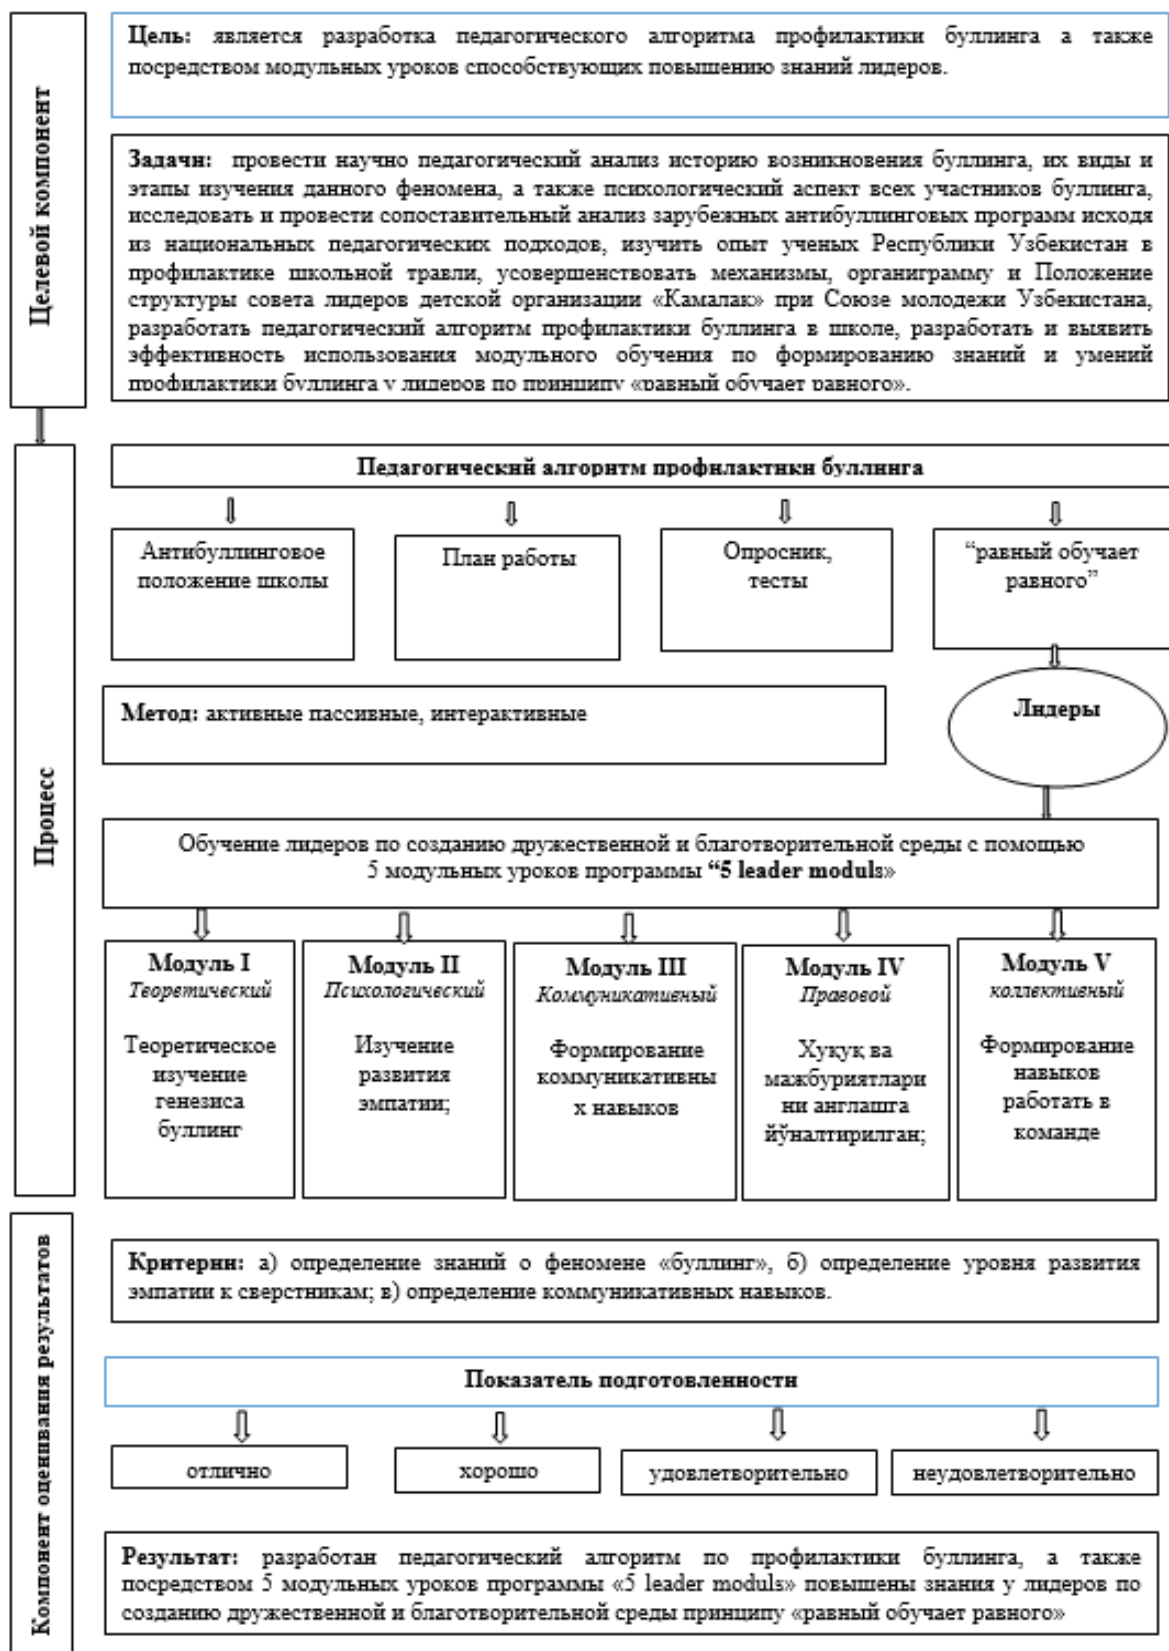 Целевой компонент
Цель: является разработка педагогического алгоритма профилактики буллинга а также
посредством модульных уроков способствующих повышению знаний лидеров.
Задачи: провести научно педагогический анализ историю возникновения буллинга, их виды и
этапы изучения данного феномена, а также психологический аспект всех участников буллинга,
исследовать и провести сопоставительный анализ зарубежных антибуллинговых программ исходя
из национальных педагогических подходов, изучить опыт ученых Республики Узбекистан в
профилактике школьной травли, усовершенствовать механизмы, органиграмму и Положение
структуры совета лидеров детской организации «Камалак» при Союзе молодежи Узбекистана,
разработать педагогический алгоритм профилактики буллинга в школе, разработать и выявить
эффективность использования модульного обучения по формированию знаний и умений
профилактики буллинга у лидеров по принципу «равный обучает равного».
Процесс
Педагогический алгоритм профилактики буллинга
Антибуллинговое
положение школы
План работы
Опросник,
тесты
“равный обучает
равного”
Метод: активные пассивные, интерактивные
Лидеры
Обучение лидеров по созданию дружественной и благотворительной среды с помощью
5 модульных уроков программы “5 leader moduls»
Модуль I
Теоретический
Теоретическое
изучение
генезиса
буллинг
Модуль II
Психологический
Изучение
развития
эмпатии;
Модуль III
Коммуникативный
Формирование
коммуникативны
х навыков
Модуль IV
Правовой
Хуқуқ ва
мажбуриятлари
ни англашга
йўналтирилган;
Модуль V
коллективный
Формирование
навыков
работать в
команде
Компонент оценивания результатов
Критерии: а) определение знаний о феномене «буллинг», б) определение уровня развития
эмпатии к сверстникам; в) определение коммуникативных навыков.
Показатель подготовленности
отлично
хорошо
удовлетворительно
неудовлетворительно
Результат: разработан педагогический алгоритм по профилактики буллинга, а также
посредством 5 модульных уроков программы «5 leader moduls» повышены знания у лидеров по
созданию дружественной и благотворительной среды принципу «равный обучает равного»